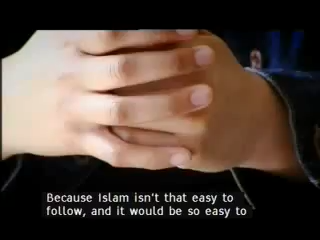 Because Islam isn't that easy to
follow, and it would be so easy to